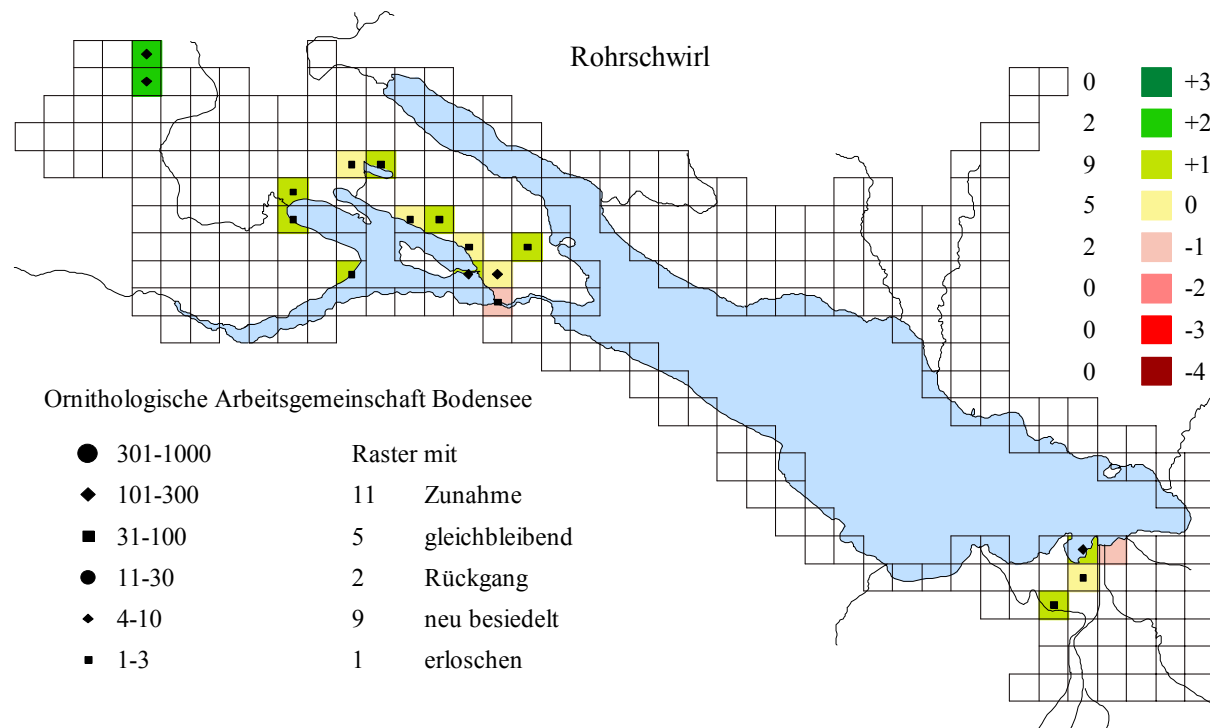 Rohrschwirl
0 +3
2 +2
9 +1
5 0
2 -1
0 -2
0 -3
0 -4
Ornithologische Arbeitsgemeinschaft Bodensee
301-1000 Raster mit
101-300 11 Zunahme
31-100 5 gleichbleibend
11-30 2 Rückgang
4-10 9 neu besiedelt
1-3 1 erloschen